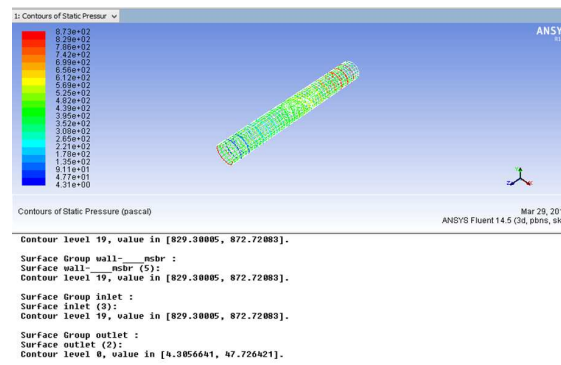 1: Contours of Static Pressur
8.73e+02
8.29e+02
7.86e+02
7.42e+02
6.99e+02
6.56e+02
6.12e+02
5.69e+02
5.25e+02
4.82e+02
4.39e+02
3.95e+02
3.52e+02
3.08e+02
2.65e+02
2.21e+02
1.78e+02
1.35e+02
9.11e+01
4.77e+01
4.31e+00
ANSY
Y
Z
X
Contours of Static Pressure (pascal)
Mar 29, 201
ANSYS Fluent 14.5 (3d, pbns, sk
Contour level 19, value in [829.30005, 872.72083].
Surface Group wall-____msbr :
Surface wall-____msbr (5):
Contour level 19, value in [829.30005, 872.72083].
Surface Group inlet :
Surface inlet (3):
Contour level 19, value in [829.30005, 872.72083].
Surface Group outlet :
Surface outlet (2):
Contour level 0, value in [4.3056641, 47.726421].